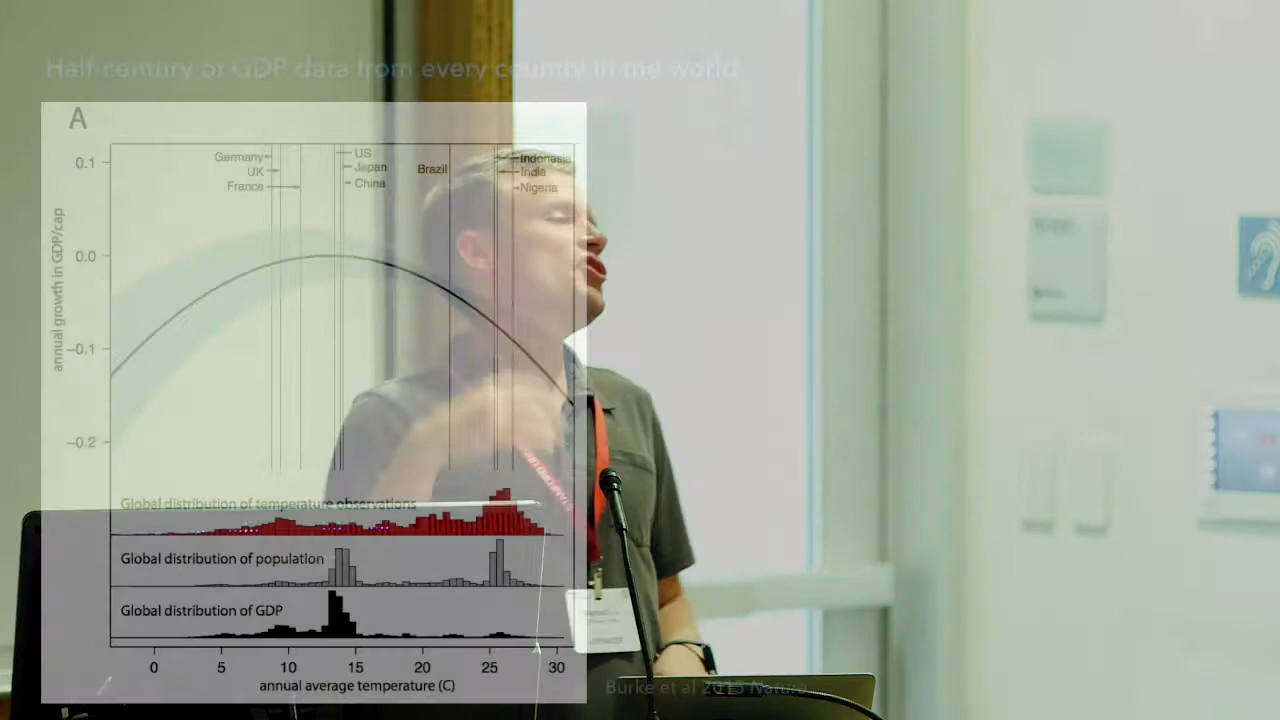 Half-century of GDP data from every country in the world
A
0.1
0.0
−0.1
−0.2
annual growth in GDP/cap
Germany
UK
France
US
Japan
China
Brazil
Indonesia
India
Nigeria
Global distribution of temperature observations
Global distribution of population
Global distribution of GDP
0 5 10 15 20 25 30
annual average temperature (C)
Burke et al 2015 Nature